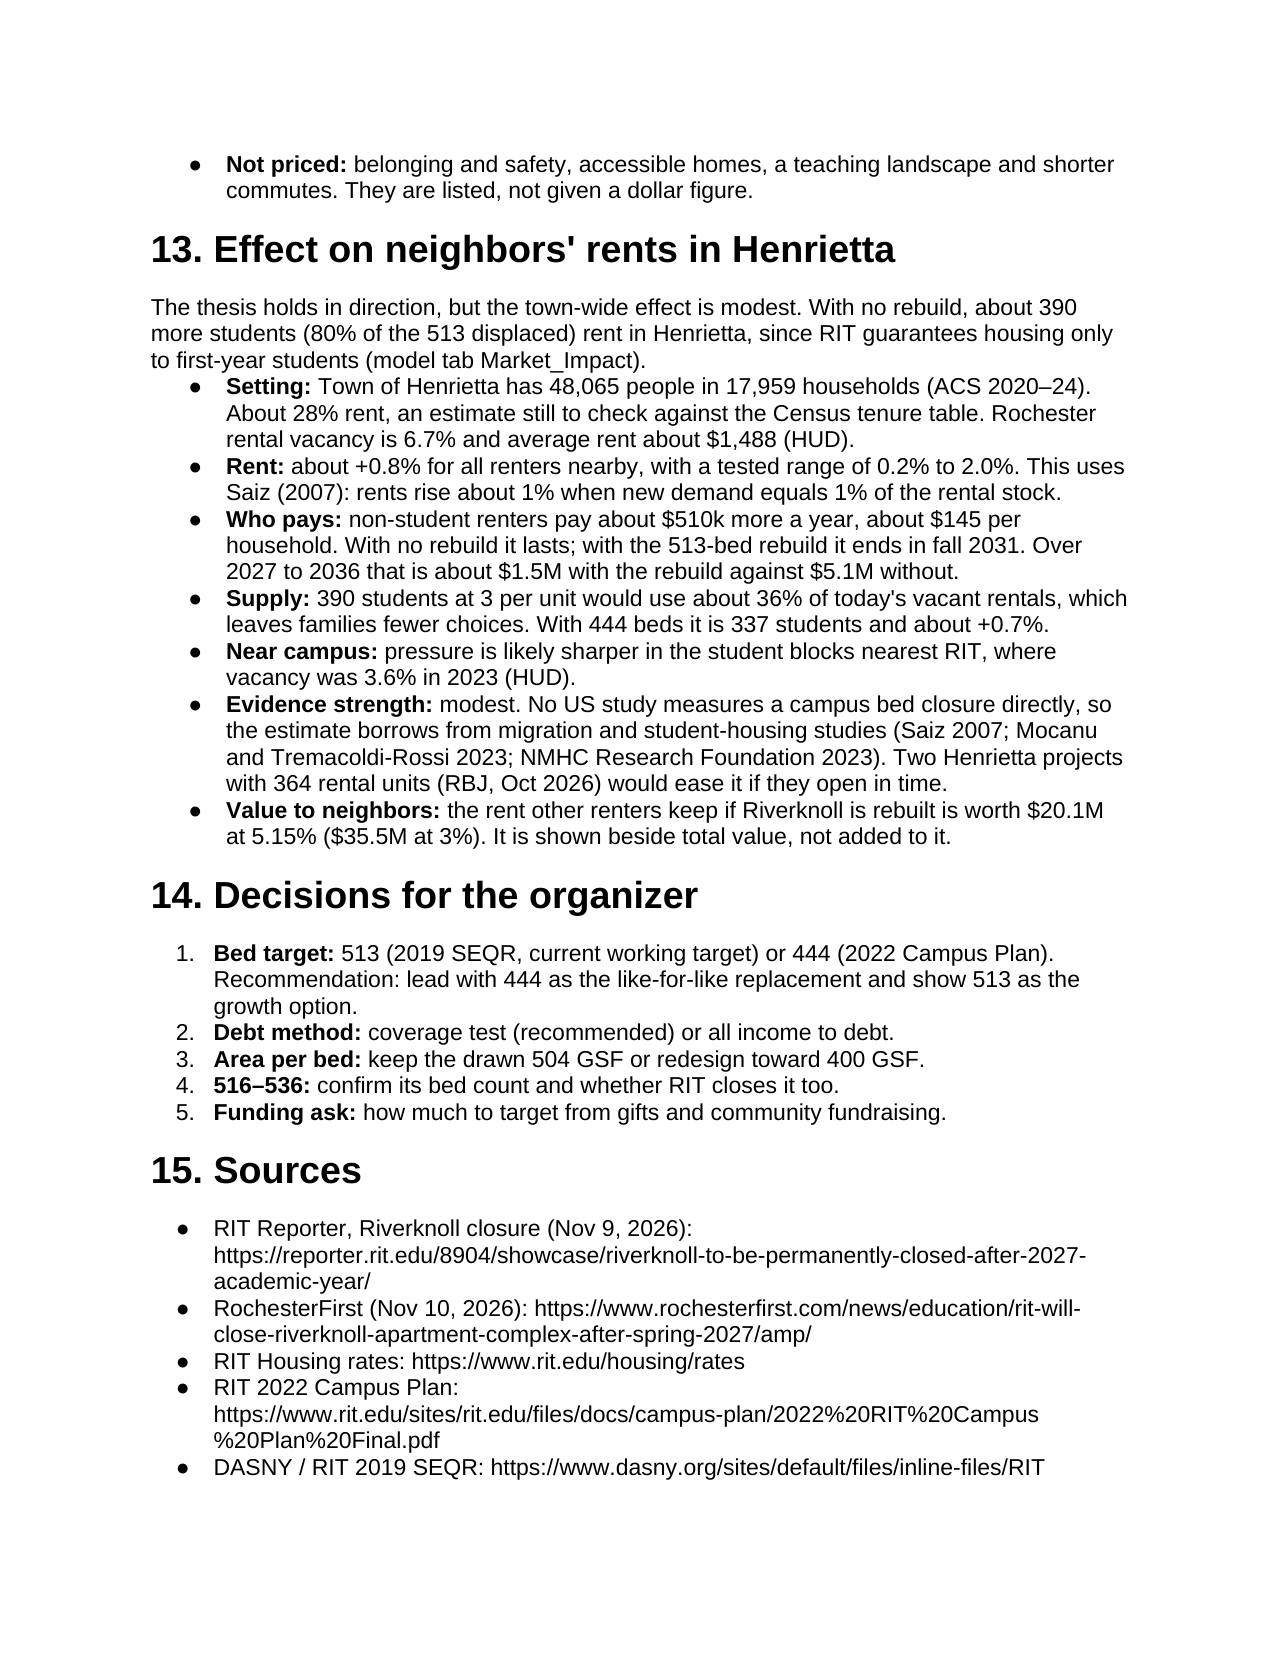 ● Not priced: belonging and safety, accessible homes, a teaching landscape and shorter
commutes. They are listed, not given a dollar figure.
13. Effect on neighbors' rents in Henrietta
The thesis holds in direction, but the town-wide effect is modest. With no rebuild, about 390
more students (80% of the 513 displaced) rent in Henrietta, since RIT guarantees housing only
to first-year students (model tab Market_Impact).
● Setting: Town of Henrietta has 48,065 people in 17,959 households (ACS 2020–24).
About 28% rent, an estimate still to check against the Census tenure table. Rochester
rental vacancy is 6.7% and average rent about $1,488 (HUD).
● Rent: about +0.8% for all renters nearby, with a tested range of 0.2% to 2.0%. This uses
Saiz (2007): rents rise about 1% when new demand equals 1% of the rental stock.
● Who pays: non-student renters pay about $510k more a year, about $145 per
household. With no rebuild it lasts; with the 513-bed rebuild it ends in fall 2031. Over
2027 to 2036 that is about $1.5M with the rebuild against $5.1M without.
● Supply: 390 students at 3 per unit would use about 36% of today's vacant rentals, which
leaves families fewer choices. With 444 beds it is 337 students and about +0.7%.
● Near campus: pressure is likely sharper in the student blocks nearest RIT, where
vacancy was 3.6% in 2023 (HUD).
● Evidence strength: modest. No US study measures a campus bed closure directly, so
the estimate borrows from migration and student-housing studies (Saiz 2007; Mocanu
and Tremacoldi-Rossi 2023; NMHC Research Foundation 2023). Two Henrietta projects
with 364 rental units (RBJ, Oct 2026) would ease it if they open in time.
● Value to neighbors: the rent other renters keep if Riverknoll is rebuilt is worth $20.1M
at 5.15% ($35.5M at 3%). It is shown beside total value, not added to it.
14. Decisions for the organizer
1. Bed target: 513 (2019 SEQR, current working target) or 444 (2022 Campus Plan).
Recommendation: lead with 444 as the like-for-like replacement and show 513 as the
growth option.
2. Debt method: coverage test (recommended) or all income to debt.
3. Area per bed: keep the drawn 504 GSF or redesign toward 400 GSF.
4. 516–536: confirm its bed count and whether RIT closes it too.
5. Funding ask: how much to target from gifts and community fundraising.
15. Sources
● RIT Reporter, Riverknoll closure (Nov 9, 2026):
https://reporter.rit.edu/8904/showcase/riverknoll-to-be-permanently-closed-after-2027-
academic-year/
● RochesterFirst (Nov 10, 2026): https://www.rochesterfirst.com/news/education/rit-will-
close-riverknoll-apartment-complex-after-spring-2027/amp/
● RIT Housing rates: https://www.rit.edu/housing/rates
● RIT 2022 Campus Plan:
https://www.rit.edu/sites/rit.edu/files/docs/campus-plan/2022%20RIT%20Campus
%20Plan%20Final.pdf
● DASNY / RIT 2019 SEQR: https://www.dasny.org/sites/default/files/inline-files/RIT